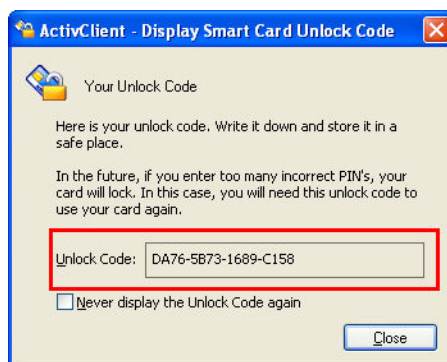 ActivClient - Display Smart Card Unlock Code
Your Unlock Code
Here is your unlock code. Write it down and store it in a
safe place.
In the future, if you enter too many incorrect PIN's, your
card will lock. In this case, you will need this unlock code to
use your card again.
Unlock Code: DA76-5B73-1689-C158
Never display the Unlock Code again
Close